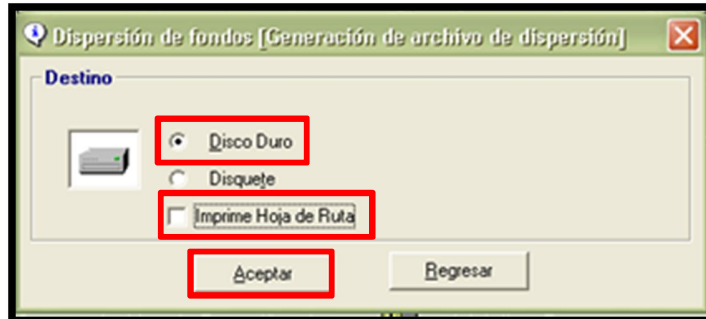 Dispersión de fondos [Generación de archivo de dispersión]
Destino
Disco Duro
Disquete
Imprime Hoja de Ruta
Aceptar
Regresar